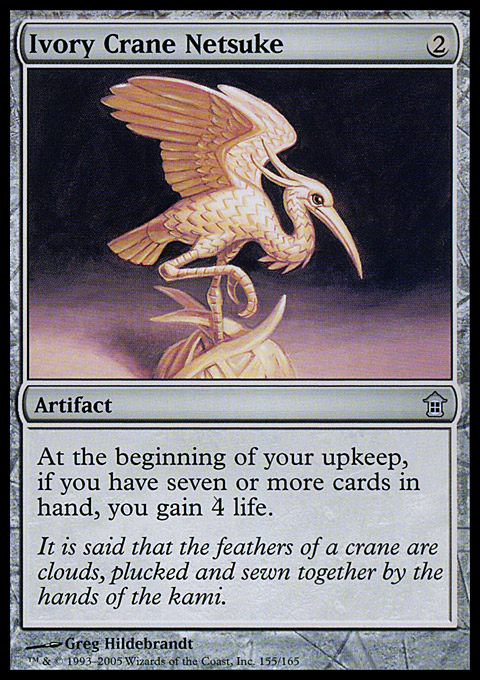 Ivory Crane Netsuke 2
Artifact
At the beginning of your upkeep,
if you have seven or more cards in
hand, you gain 4 life.
It is said that the feathers of a crane are
clouds, plucked and sewn together by the
hands of the kami.
Greg Hildebrandt
™ & © 1993–2005 Wizards of the Coast, Inc. 155/165